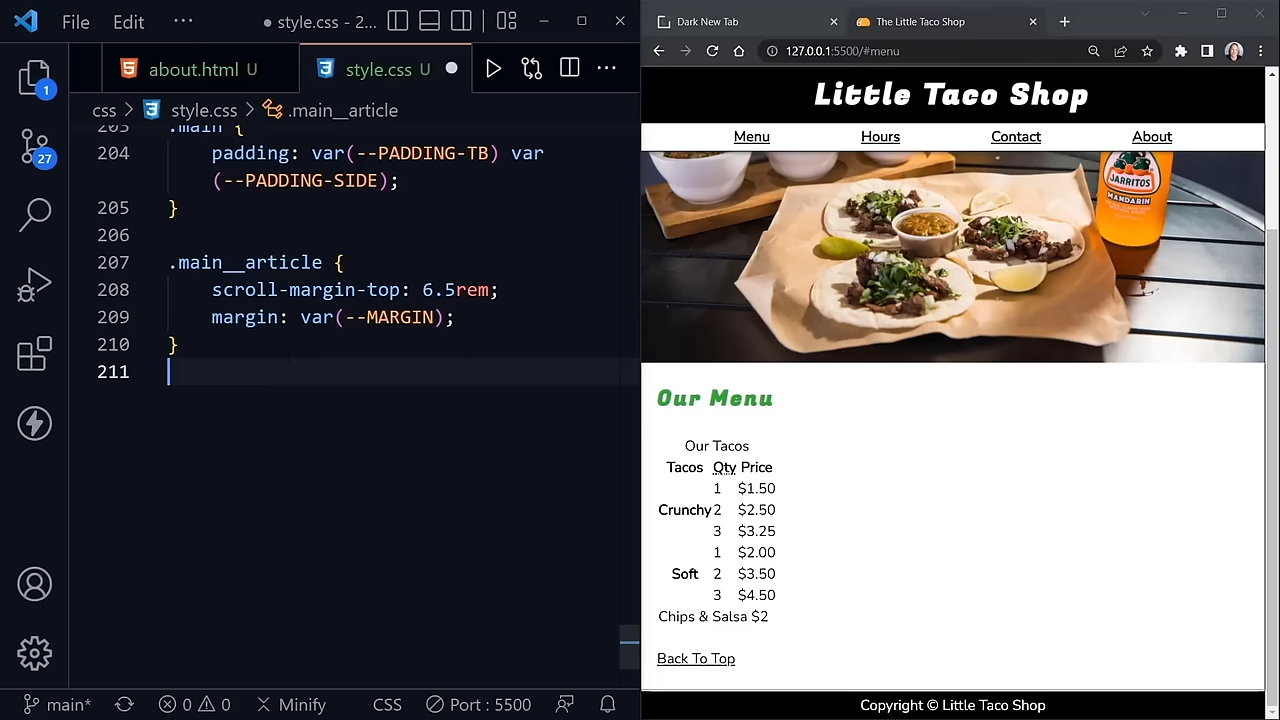 File Edit ··· ● style.css - 2...
about.html U
style.css U
css > style.css > .main__article
203 .main {
204 padding: var(--PADDING-TB) var
(--PADDING-SIDE);
205 }
206
207 .main__article {
208 scroll-margin-top: 6.5rem;
209 margin: var(--MARGIN);
210 }
211
1
27
main* 0 0 Minify CSS Port : 5500
Dark New Tab
The Little Taco Shop
127.0.0.1:5500/#menu
Little Taco Shop
Menu Hours Contact About
JARRITOS
MANDARIN
Our Menu
Our Tacos
Tacos Qty Price
1 $1.50
Crunchy 2 $2.50
3 $3.25
1 $2.00
Soft 2 $3.50
3 $4.50
Chips & Salsa $2
Back To Top
Copyright © Little Taco Shop